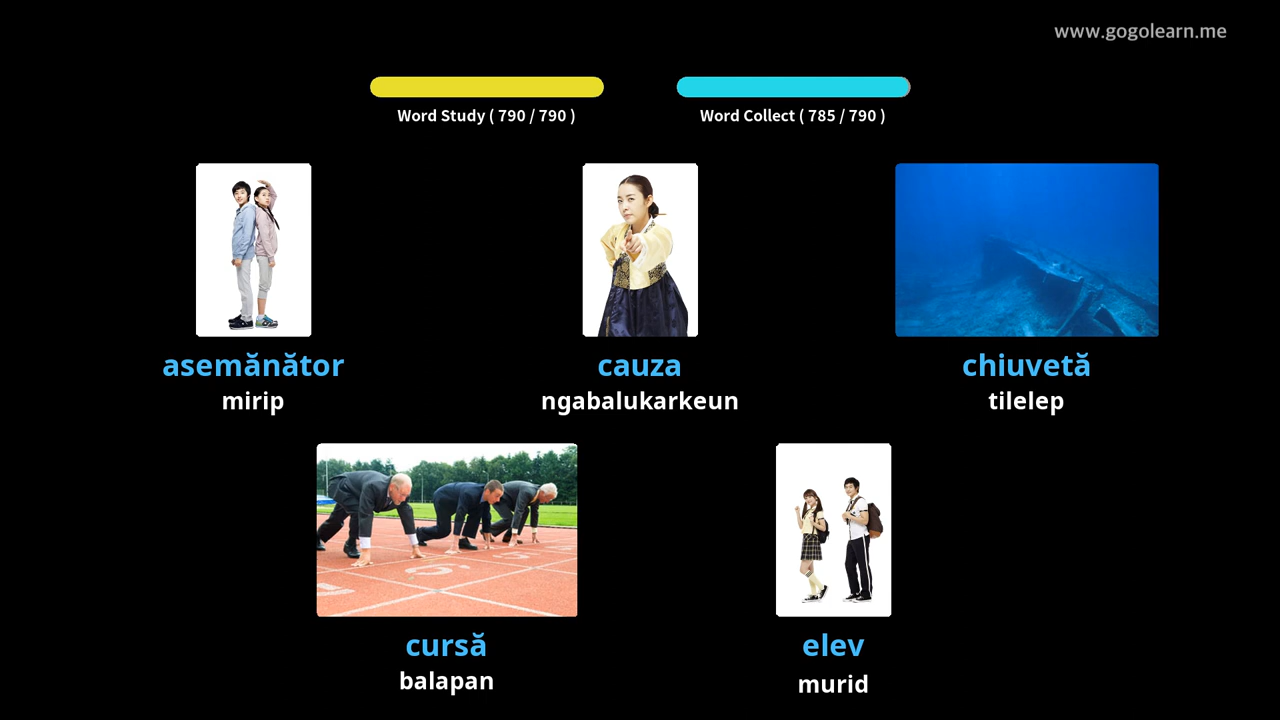 www.gogolearn.me
Word Study ( 790 / 790 )
Word Collect ( 785 / 790 )
asemănător
mirip
cauza
ngabalukarkeun
chiuvetă
tilelep
cursă
balapan
elev
murid